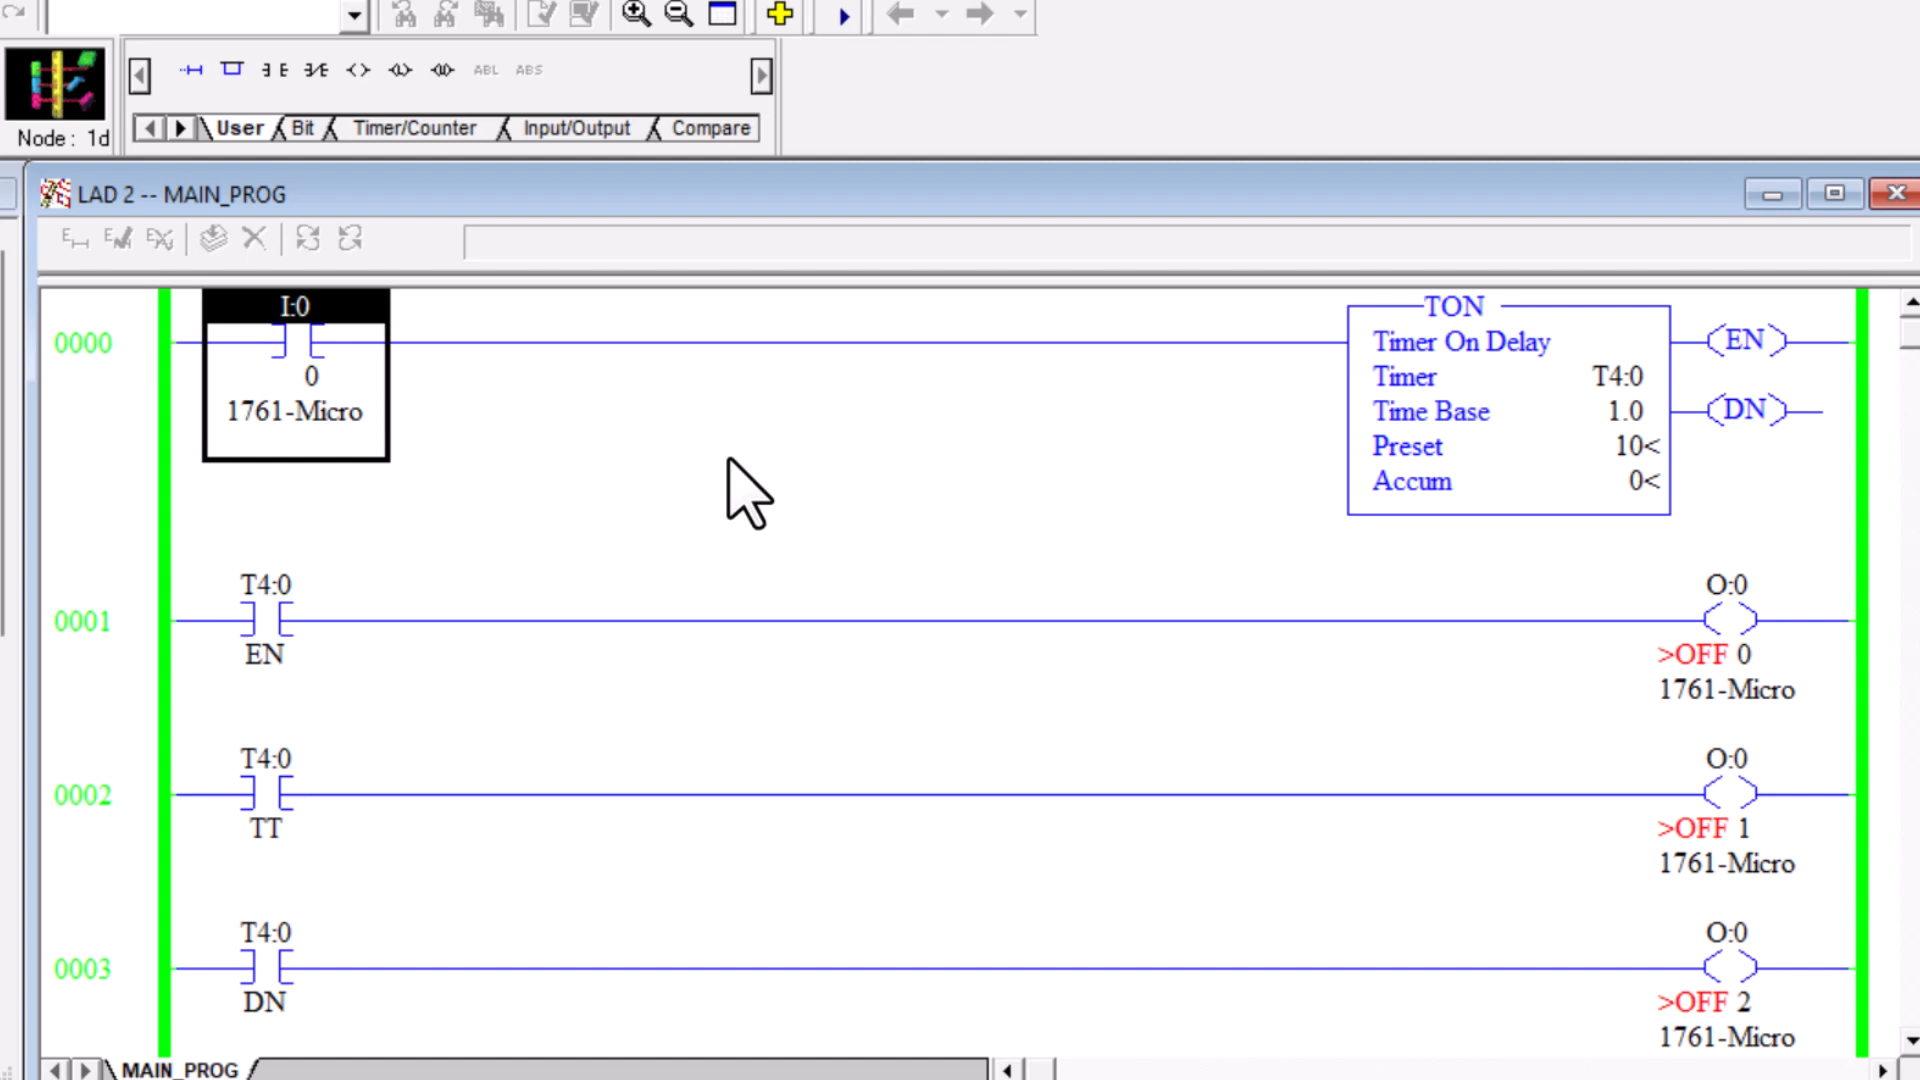 ABL ABS
Node : 1d
User Bit Timer/Counter Input/Output Compare
LAD 2 -- MAIN_PROG
0000
I:0
0
1761-Micro
TON
Timer On Delay
Timer T4:0
Time Base 1.0
Preset 10<
Accum 0<
EN
DN
0001
T4:0
EN
O:0
>OFF 0
1761-Micro
0002
T4:0
TT
O:0
>OFF 1
1761-Micro
0003
T4:0
DN
O:0
>OFF 2
1761-Micro
MAIN_PROG